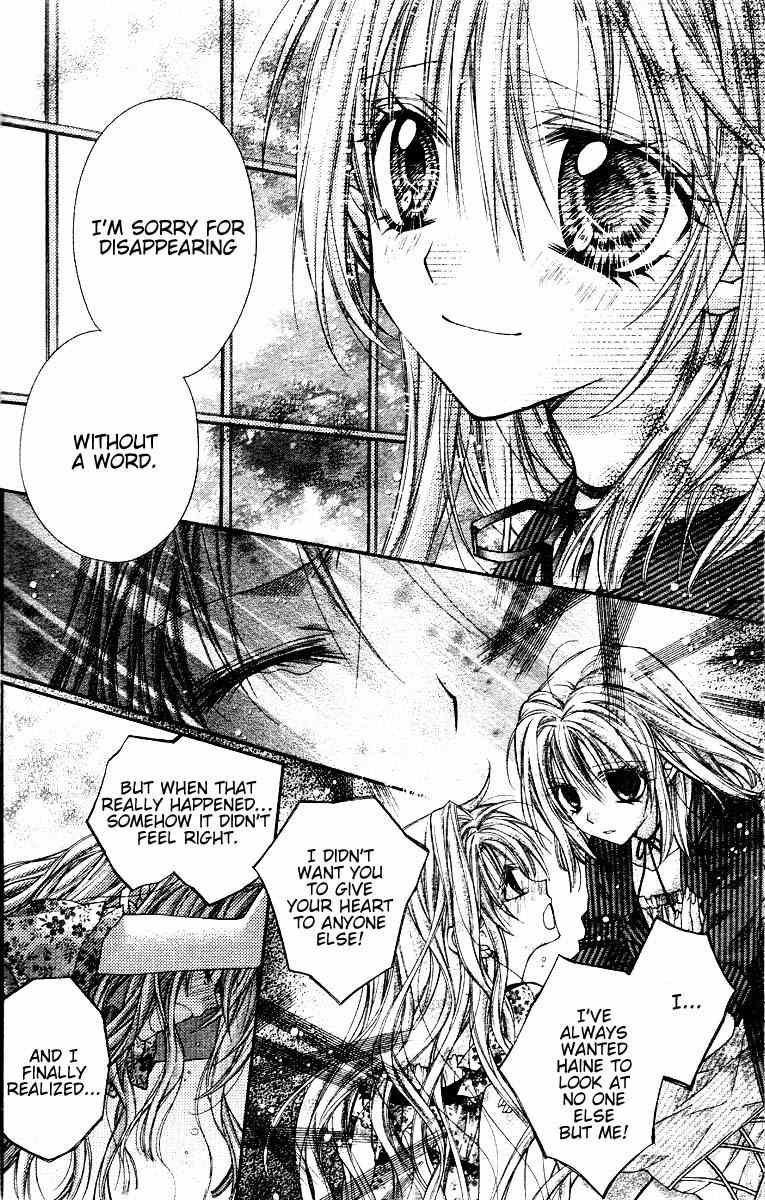 I'M SORRY FOR
DISAPPEARING
WITHOUT
A WORD.
I...
I'VE
ALWAYS
WANTED
HAINE
TO LOOK
AT NO
ONE ELSE
BUT ME!
I DIDN'T
WANT YOU
TO GIVE
YOUR HEART
TO ANYONE
ELSE!
BUT WHEN THAT
REALLY HAPPENED...
SOMEHOW IT DIDN'T
FEEL RIGHT.
AND I
FINALLY
REALIZED...